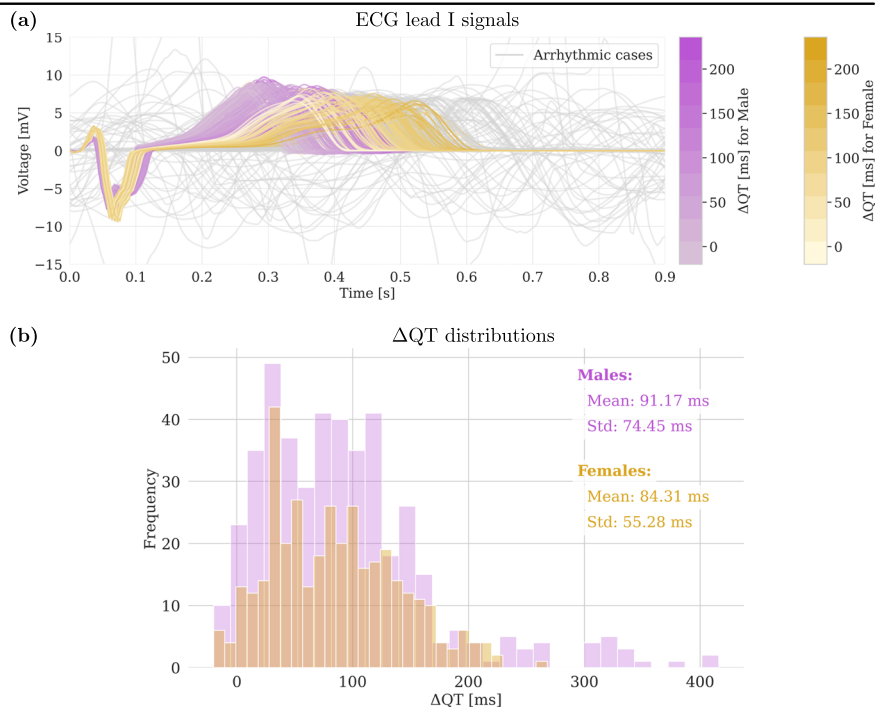 (a)
ECG lead I signals
15
10
5
0
−5
−10
−15
Voltage [mV]
Arrhythmic cases
0.0 0.1 0.2 0.3 0.4 0.5 0.6 0.7 0.8 0.9
Time [s]
200
150
100
50
0
ΔQT [ms] for Male
200
150
100
50
0
ΔQT [ms] for Female
(b)
ΔQT distributions
50
40
30
20
10
0
Frequency
Males:
Mean: 91.17 ms
Std: 74.45 ms
Females:
Mean: 84.31 ms
Std: 55.28 ms
0 100 200 300 400
ΔQT [ms]